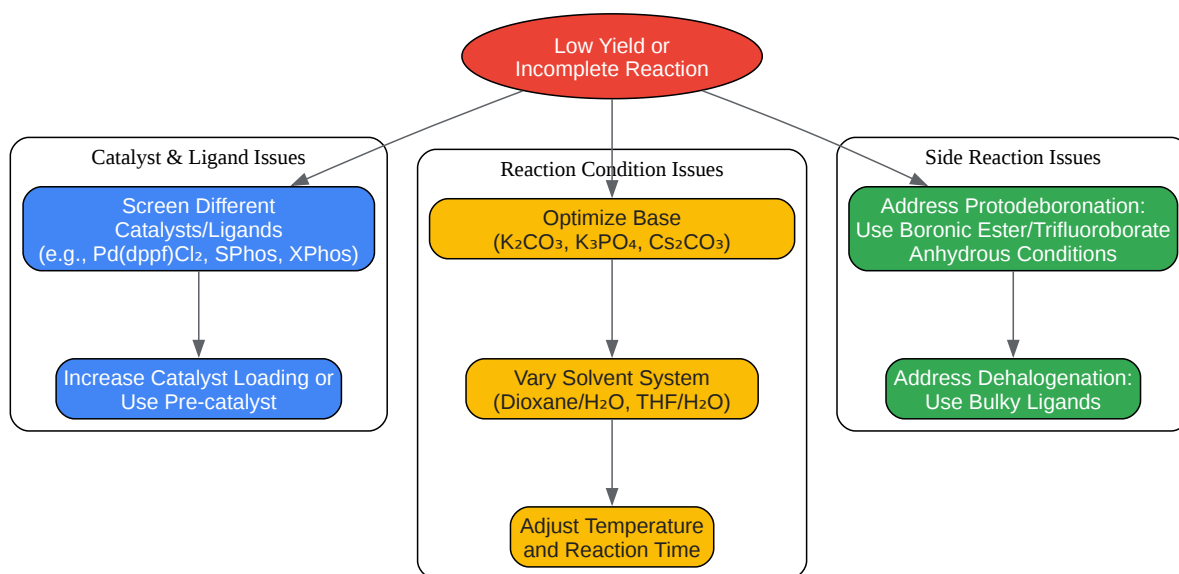 Low Yield or
Incomplete Reaction
Catalyst & Ligand Issues
Screen Different
Catalysts/Ligands
(e.g., Pd(dppf)Cl₂, SPhos, XPhos)
Increase Catalyst Loading or
Use Pre-catalyst
Reaction Condition Issues
Optimize Base
(K₂CO₃, K₃PO₄, Cs₂CO₃)
Vary Solvent System
(Dioxane/H₂O, THF/H₂O)
Adjust Temperature
and Reaction Time
Side Reaction Issues
Address Protodeboronation:
Use Boronic Ester/Trifluoroborate
Anhydrous Conditions
Address Dehalogenation:
Use Bulky Ligands